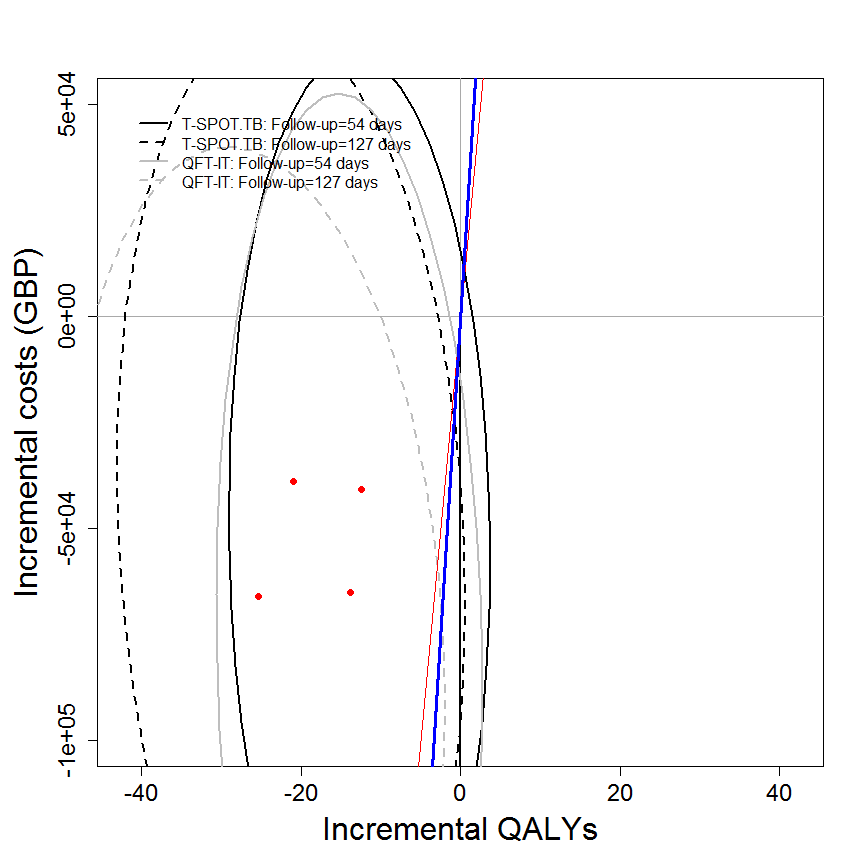 T-SPOT.TB: Follow-up=54 days
T-SPOT.TB: Follow-up=127 days
QFT-IT: Follow-up=54 days
QFT-IT: Follow-up=127 days
Incremental costs (GBP)
5e+04
0e+00
-5e+04
-1e+05
-40 -20 0 20 40
Incremental QALYs